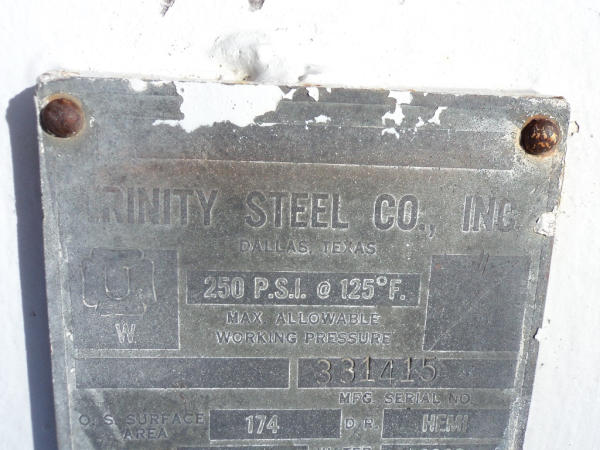 TRINITY STEEL CO., INC.
DALLAS, TEXAS
U
W
250 P.S.I. @ 125°F.
MAX ALLOWABLE
WORKING PRESSURE
331415
MFG. SERIAL NO.
O. S. SURFACE AREA 174 D.R. HEMI